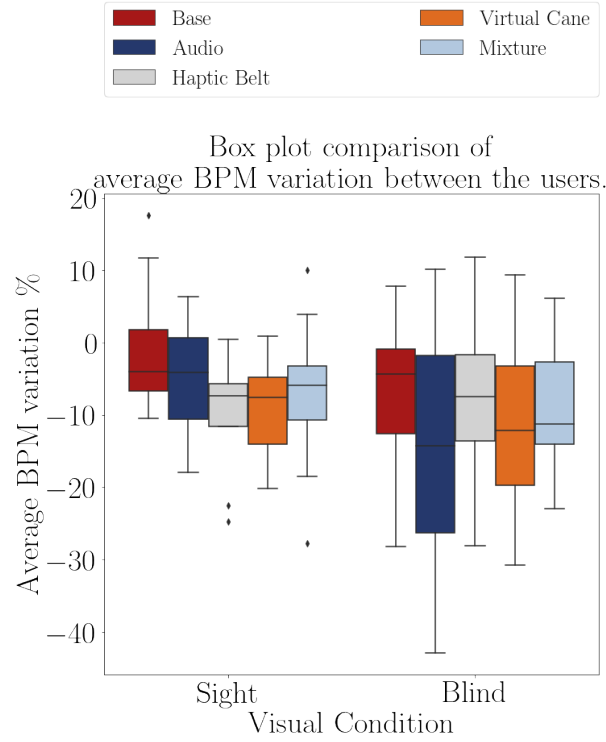 Base
Audio
Haptic Belt
Virtual Cane
Mixture
Box plot comparison of
average BPM variation between the users.
Average BPM variation %
20
10
0
−10
−20
−30
−40
Sight
Blind
Visual Condition